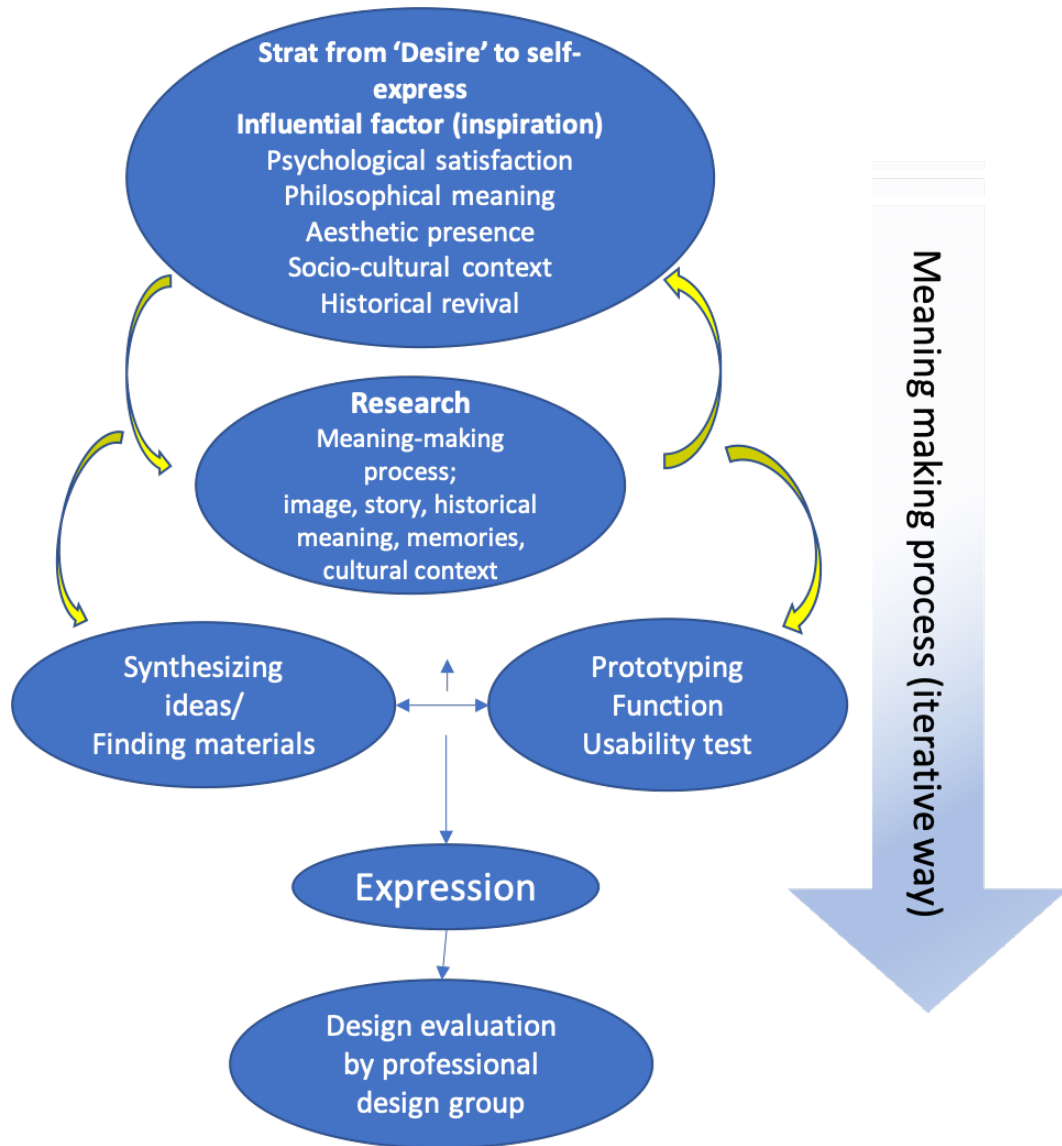 Strat from ‘Desire’ to self-
express
Influential factor (inspiration)
Psychological satisfaction
Philosophical meaning
Aesthetic presence
Socio-cultural context
Historical revival
Research
Meaning-making
process;
image, story, historical
meaning, memories,
cultural context
Synthesizing
ideas/
Finding materials
Prototyping
Function
Usability test
Expression
Design evaluation
by professional
design group
Meaning making process (iterative way)